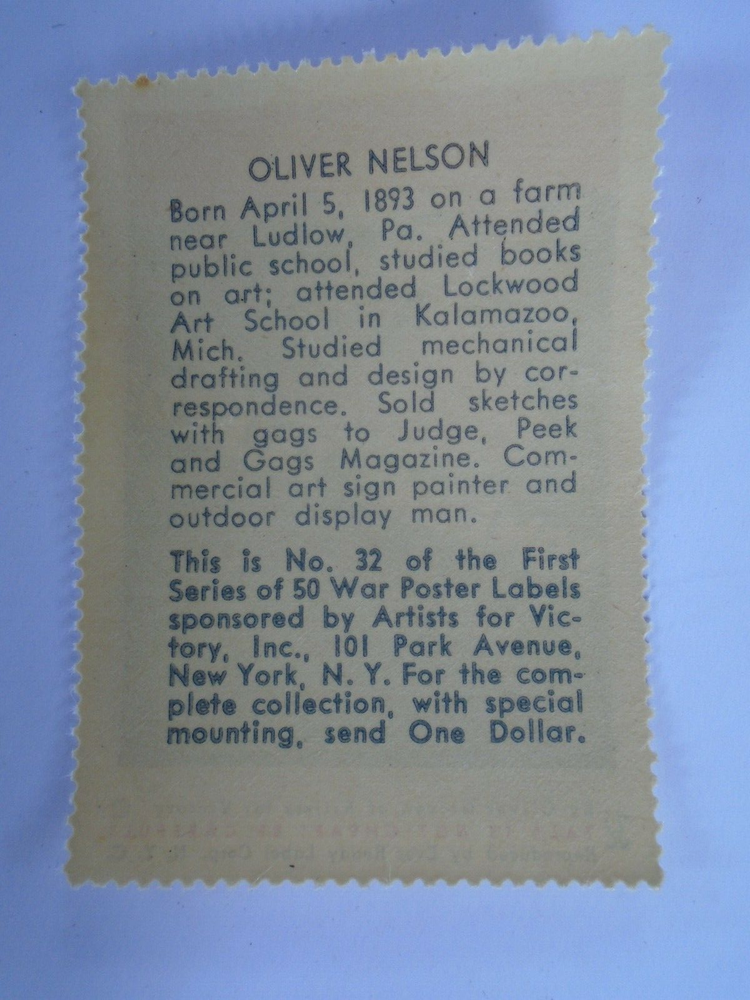 OLIVER NELSON
Born April 5, 1893 on a farm
near Ludlow, Pa. Attended
public school, studied books
on art; attended Lockwood
Art School in Kalamazoo,
Mich. Studied mechanical
drafting and design by cor-
respondence. Sold sketches
with gags to Judge, Peek
and Gags Magazine. Com-
mercial art sign painter and
outdoor display man.
This is No. 32 of the First
Series of 50 War Poster Labels
sponsored by Artists for Vic-
tory, Inc., 101 Park Avenue,
New York, N. Y. For the com-
plete collection, with special
mounting, send One Dollar.